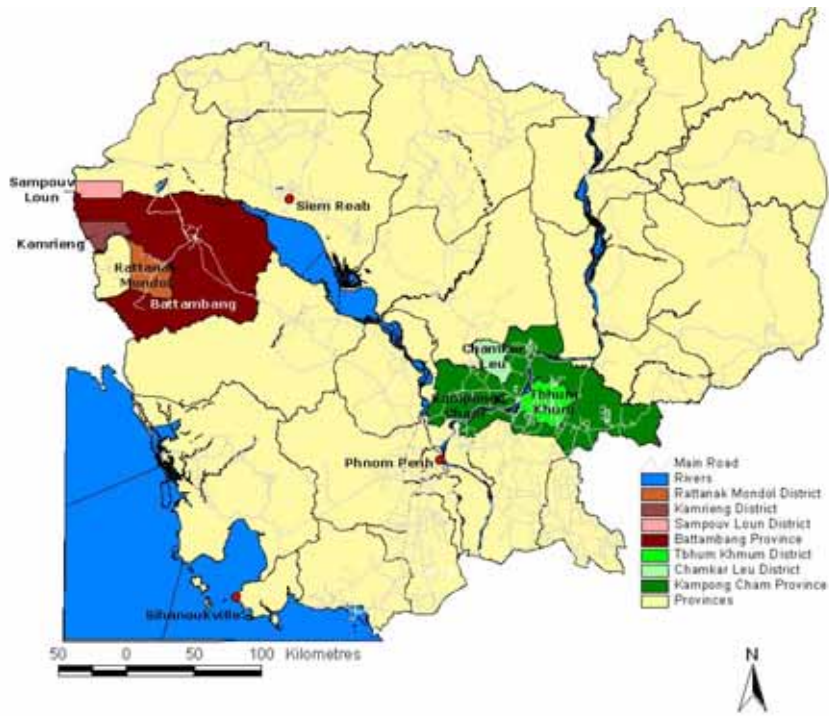 Sampouv
Loun
Siem Reab
Kamrieng
Rattanak
Mondol
Battambang
Chamkar
Leu
Kampong
Cham
Tbhum
Khum
Phnom Penh
Sihanoukville
Main Road
Rivers
Rattanak Mondol District
Kamrieng District
Sampouv Loun District
Battambang Province
Tbhum Khmum District
Chamkar Leu District
Kampong Cham Province
Provinces
50 0 50 100 Kilometres
N